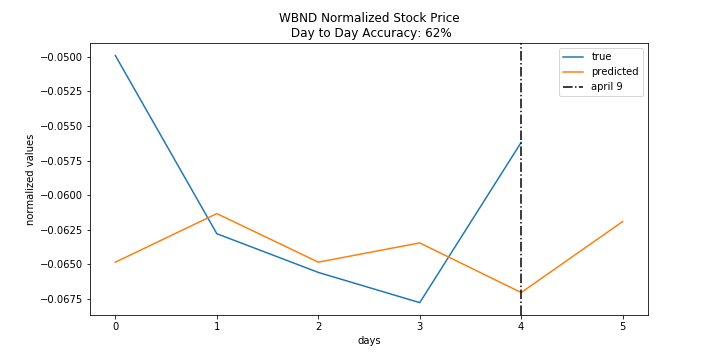 WBND Normalized Stock Price
Day to Day Accuracy: 62%
true
predicted
april 9
−0.0500
−0.0525
−0.0550
−0.0575
−0.0600
−0.0625
−0.0650
−0.0675
normalized values
0 1 2 3 4 5
days